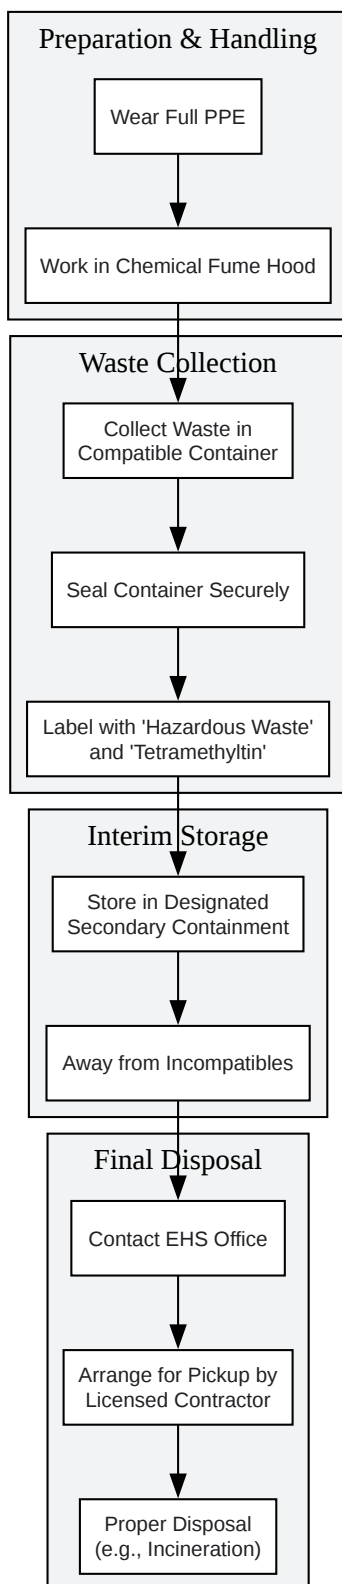 Preparation & Handling
Wear Full PPE
Work in Chemical Fume Hood
Waste Collection
Collect Waste in
Compatible Container
Seal Container Securely
Label with 'Hazardous Waste'
and 'Tetramethyltin'
Interim Storage
Store in Designated
Secondary Containment
Away from Incompatibles
Final Disposal
Contact EHS Office
Arrange for Pickup by
Licensed Contractor
Proper Disposal
(e.g., Incineration)